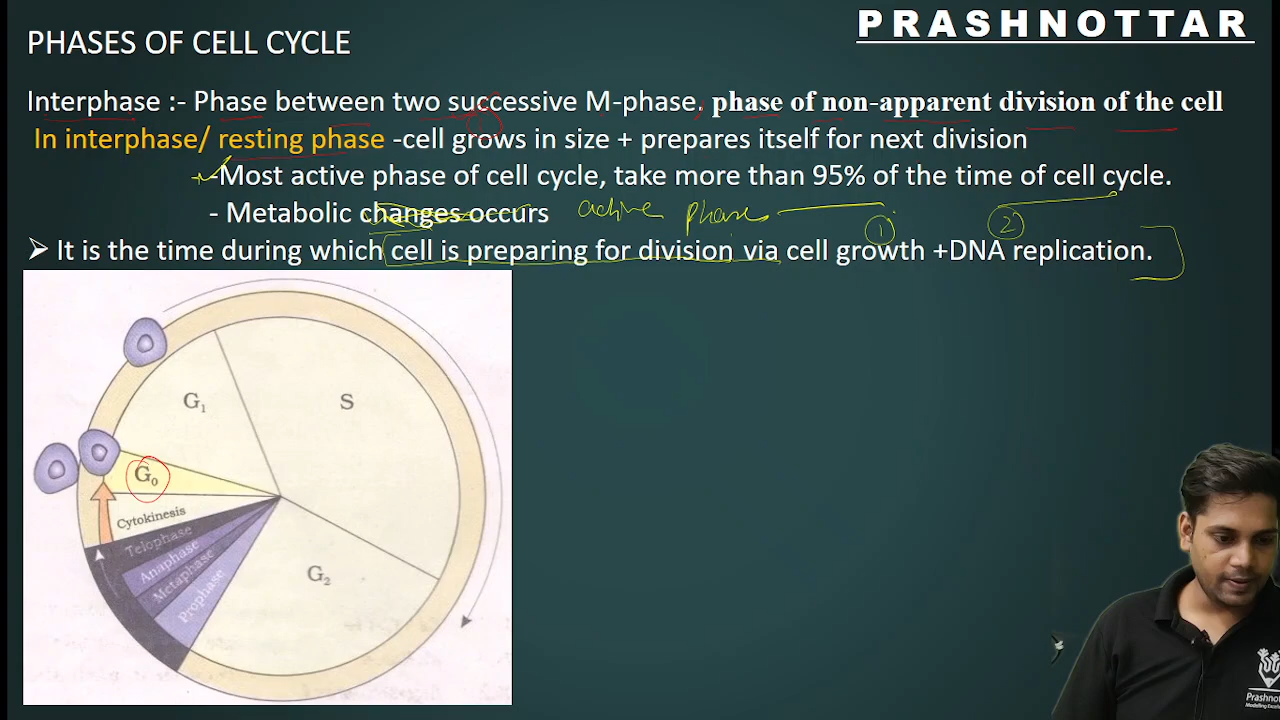 PRASHNOTTAR
PHASES OF CELL CYCLE
Interphase :- Phase between two successive M-phase, phase of non-apparent division of the cell
In interphase/ resting phase -cell grows in size + prepares itself for next division
-Most active phase of cell cycle, take more than 95% of the time of cell cycle.
- Metabolic changes occurs active phase
1 2
➢ It is the time during which cell is preparing for division via cell growth +DNA replication.
G1
S
G0
Cytokinesis
Telophase
Anaphase
Metaphase
Prophase
G2